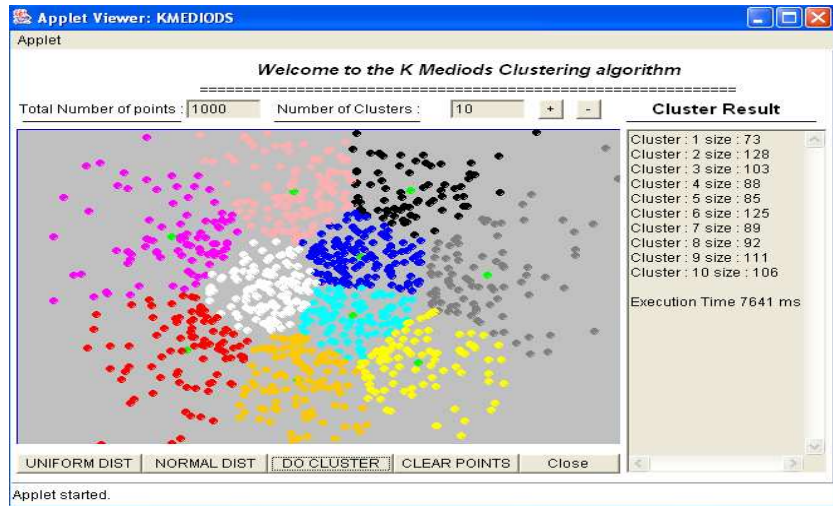 Applet Viewer: KMEDIODS
Applet
Welcome to the K Mediods Clustering algorithm
==========================================================
Total Number of points : 1000 Number of Clusters : 10 + - Cluster Result
Cluster : 1 size : 73
Cluster : 2 size : 128
Cluster : 3 size : 103
Cluster : 4 size : 88
Cluster : 5 size : 85
Cluster : 6 size : 125
Cluster : 7 size : 89
Cluster : 8 size : 92
Cluster : 9 size : 111
Cluster : 10 size : 106
Execution Time 7641 ms
UNIFORM DIST NORMAL DIST DO CLUSTER CLEAR POINTS Close
Applet started.